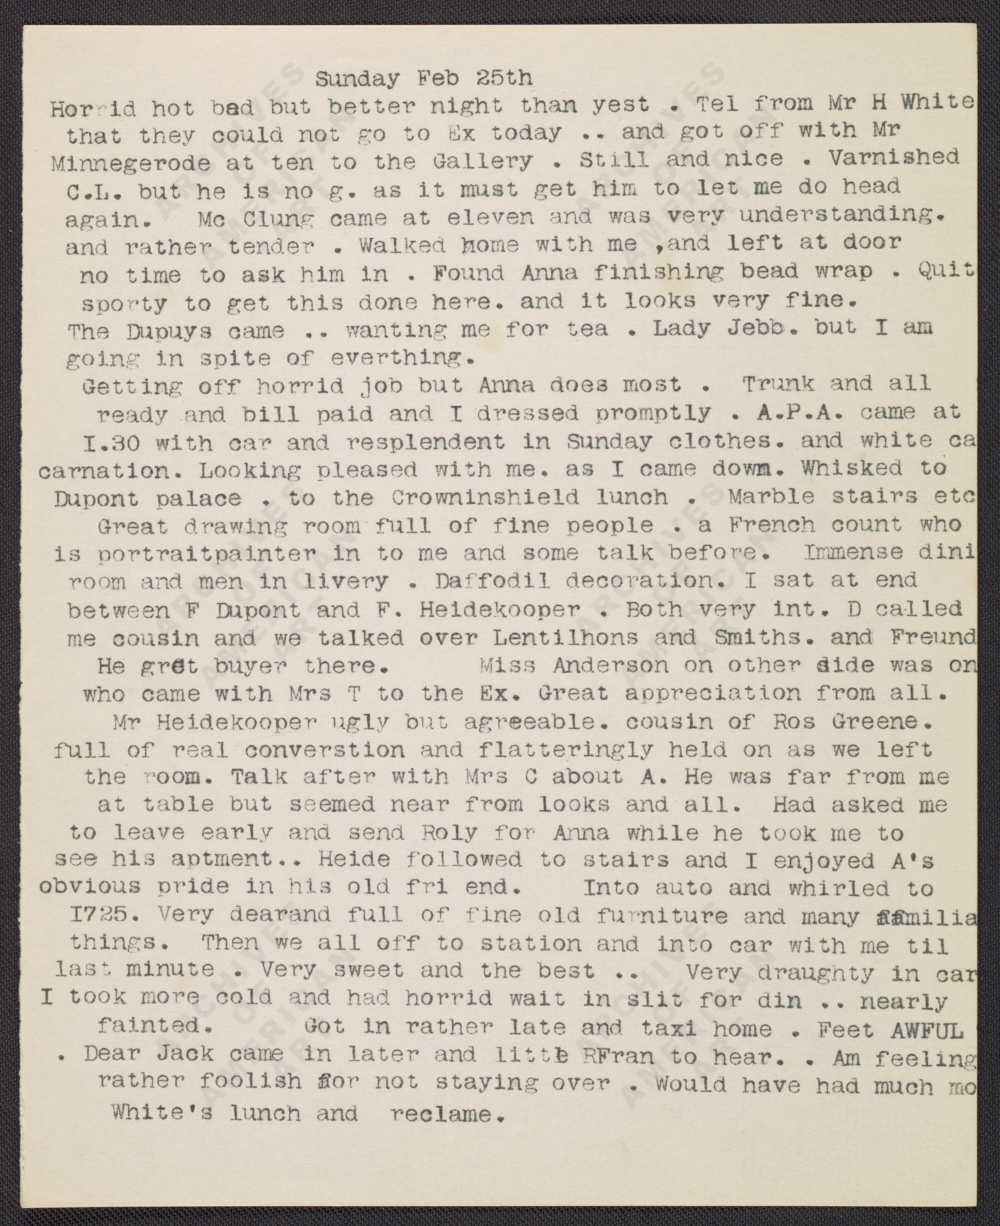 Sunday Feb 25th
Horrid hot bed but better night than yest . Tel from Mr H White
that they could not go to Ex today .. and got off with Mr
Minnegerode at ten to the Gallery . Still and nice . Varnished
C.L. but he is no g. as it must get him to let me do head
again. Mc Clung came at eleven and was very understanding.
and rather tender . Walked home with me ,and left at door
no time to ask him in . Found Anna finishing bead wrap . Quit
sporty to get this done here. and it looks very fine.
The Dupuys came .. wanting me for tea . Lady Jebb. but I am
going in spite of everthing.
Getting off horrid job but Anna does most . Trunk and all
ready and bill paid and I dressed promptly . A.P.A. came at
I.30 with car and resplendent in Sunday clothes. and white ca
carnation. Looking pleased with me. as I came down. Whisked to
Dupont palace . to the Crowninshield lunch . Marble stairs etc
Great drawing room full of fine people . a French count who
is portraitpainter in to me and some talk before. Immense dini
room and men in livery . Daffodil decoration. I sat at end
between F Dupont and F. Heidekooper . Both very int. D called
me cousin and we talked over Lentilhons and Smiths. and Freund
He gret buyer there. Miss Anderson on other side was on
who came with Mrs T to the Ex. Great appreciation from all.
Mr Heidekooper ugly but agreeable. cousin of Ros Greene.
full of real converstion and flatteringly held on as we left
the room. Talk after with Mrs C about A. He was far from me
at table but seemed near from looks and all. Had asked me
to leave early and send Roly for Anna while he took me to
see his aptment.. Heide followed to stairs and I enjoyed A's
obvious pride in his old fri end. Into auto and whirled to
I725. Very dearand full of fine old furniture and many familia
things. Then we all off to station and into car with me til
last minute . Very sweet and the best .. Very draughty in car
I took more cold and had horrid wait in slit for din .. nearly
fainted. Got in rather late and taxi home . Feet AWFUL
. Dear Jack came in later and littl RFran to hear. . Am feeling
rather foolish for not staying over . Would have had much mo
White's lunch and reclame.